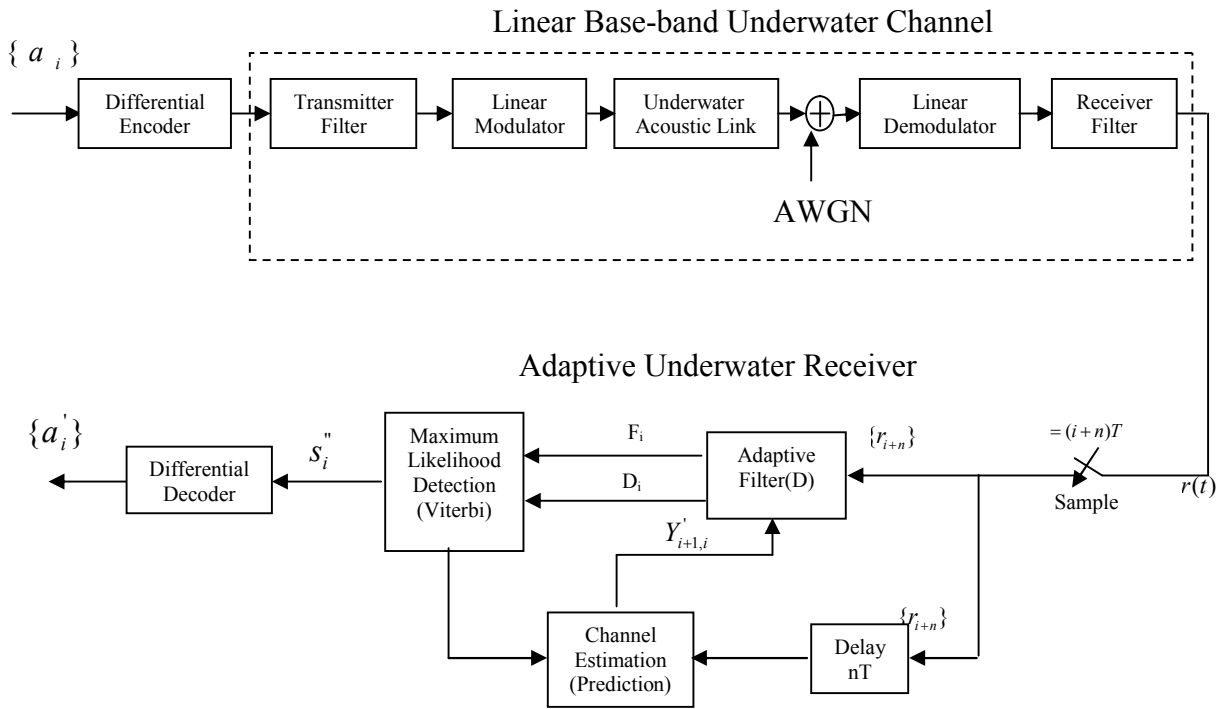 Linear Base-band Underwater Channel
{ a i }
Differential
Encoder
Transmitter
Filter
Linear
Modulator
Underwater
Acoustic Link
Linear
Demodulator
Receiver
Filter
AWGN
Adaptive Underwater Receiver
{a'i}
Differential
Decoder
s''i
Maximum
Likelihood
Detection
(Viterbi)
Fi
Di
Y'i+1,i
Adaptive
Filter(D)
{ri+n}
=(i+n)T
Sample
r(t)
Channel
Estimation
(Prediction)
{ri+n}
Delay
nT